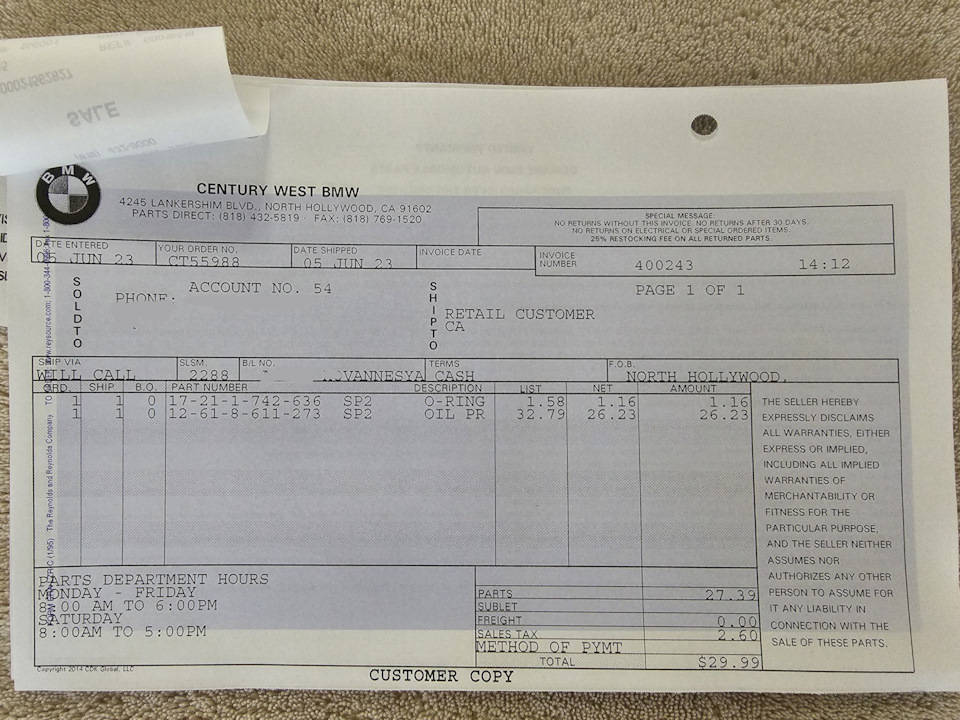 SALE
BMW
CENTURY WEST BMW
4245 LANKERSHIM BLVD., NORTH HOLLYWOOD, CA 91602
PARTS DIRECT: (818) 432-5819 · FAX: (818) 769-1520
SPECIAL MESSAGE:
NO RETURNS WITHOUT THIS INVOICE. NO RETURNS AFTER 30 DAYS.
NO RETURNS ON ELECTRICAL OR SPECIAL ORDERED ITEMS.
25% RESTOCKING FEE ON ALL RETURNED PARTS.
DATE ENTERED YOUR ORDER NO. DATE SHIPPED INVOICE DATE INVOICE NUMBER
05 JUN 23 CT55988 05 JUN 23 400243 14:12
SOLD TO
ACCOUNT NO. 54
PHONE:
SHIP TO
PAGE 1 OF 1
RETAIL CUSTOMER
CA
SHIP VIA SLSM. B/L NO. TERMS F.O.B.
WILL CALL 2288 VANNESYA CASH NORTH HOLLYWOOD,
ORD. SHIP B.O. PART NUMBER DESCRIPTION LIST NET AMOUNT
1 1 0 17-21-1-742-636 SP2 O-RING 1.58 1.16 1.16
1 1 0 12-61-8-611-273 SP2 OIL PR 32.79 26.23 26.23
THE SELLER HEREBY
EXPRESSLY DISCLAIMS
ALL WARRANTIES, EITHER
EXPRESS OR IMPLIED,
INCLUDING ALL IMPLIED
WARRANTIES OF
MERCHANTABILITY OR
FITNESS FOR THE
PARTICULAR PURPOSE,
AND THE SELLER NEITHER
ASSUMES NOR
AUTHORIZES ANY OTHER
PERSON TO ASSUME FOR
IT ANY LIABILITY IN
CONNECTION WITH THE
SALE OF THESE PARTS.
PARTS DEPARTMENT HOURS
MONDAY - FRIDAY
8:00 AM TO 6:00PM
SATURDAY
8:00AM TO 5:00PM
PARTS 27.39
SUBLET
FREIGHT 0.00
SALES TAX 2.60
METHOD OF PYMT
TOTAL $29.99
Copyright 2014 CDK Global, LLC
CUSTOMER COPY
The Reynolds and Reynolds Company